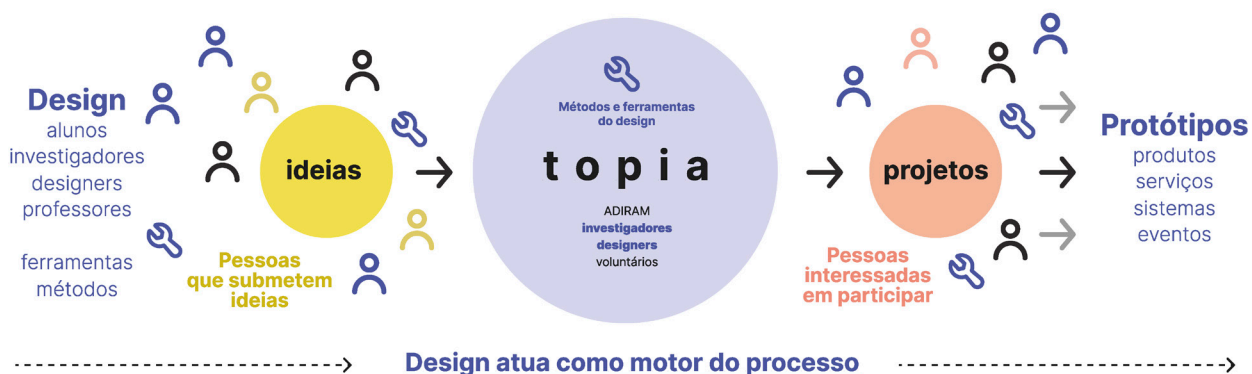 Design
alunos
investigadores
designers
professores
ferramentas
métodos
ideias
Pessoas
que submetem
ideias
Métodos e ferramentas
do design
topia
ADIRAM
investigadores
designers
voluntários
projetos
Pessoas
interessadas
em participar
Protótipos
produtos
serviços
sistemas
eventos
Design atua como motor do processo